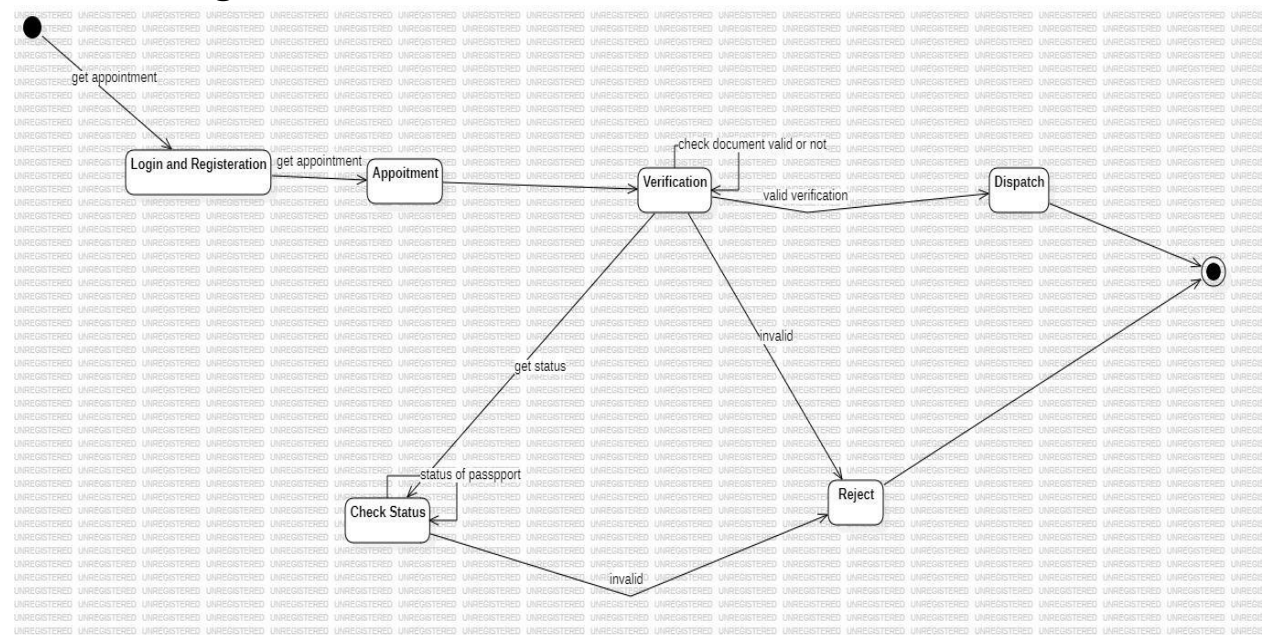 get appointment
Login and Registeration
get appointment
Appoitment
check document valid or not
Verification
valid verification
Dispatch
invalid
get status
status of passpport
Check Status
Reject
invalid
UNREGISTERED